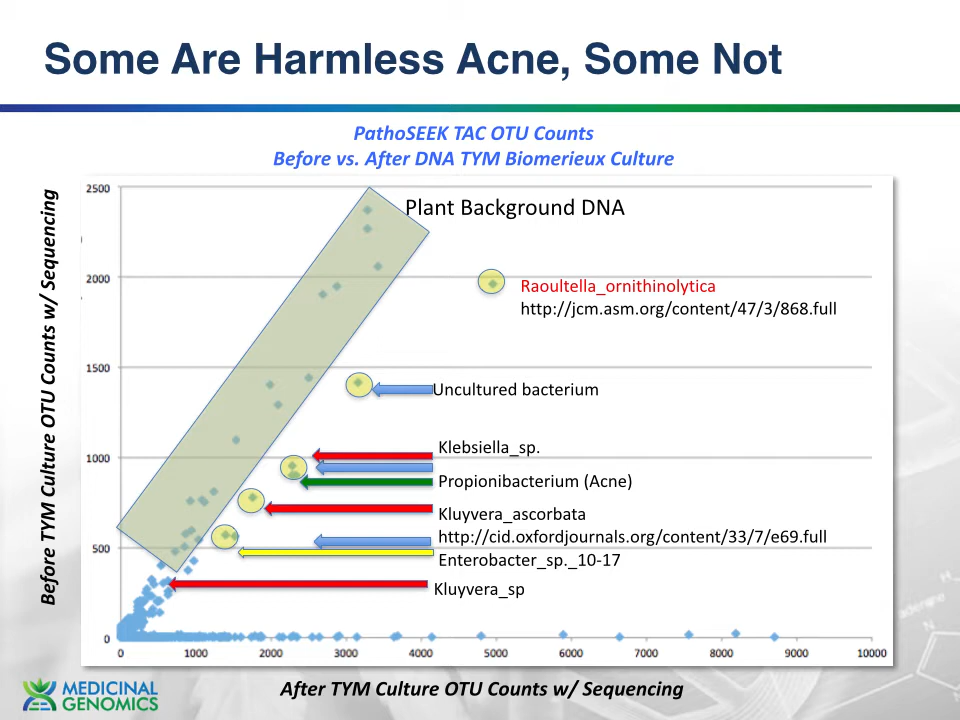 Some Are Harmless Acne, Some Not
PathoSEEK TAC OTU Counts
Before vs. After DNA TYM Biomerieux Culture
Before TYM Culture OTU Counts w/ Sequencing
2500
2000
1500
1000
500
0
Plant Background DNA
Raoultella_ornithinolytica
http://jcm.asm.org/content/47/3/868.full
Uncultured bacterium
Klebsiella_sp.
Propionibacterium (Acne)
Kluyvera_ascorbata
http://cid.oxfordjournals.org/content/33/7/e69.full
Enterobacter_sp._10-17
Kluyvera_sp
0 1000 2000 3000 4000 5000 6000 7000 8000 9000 10000
After TYM Culture OTU Counts w/ Sequencing
MEDICINAL
GENOMICS